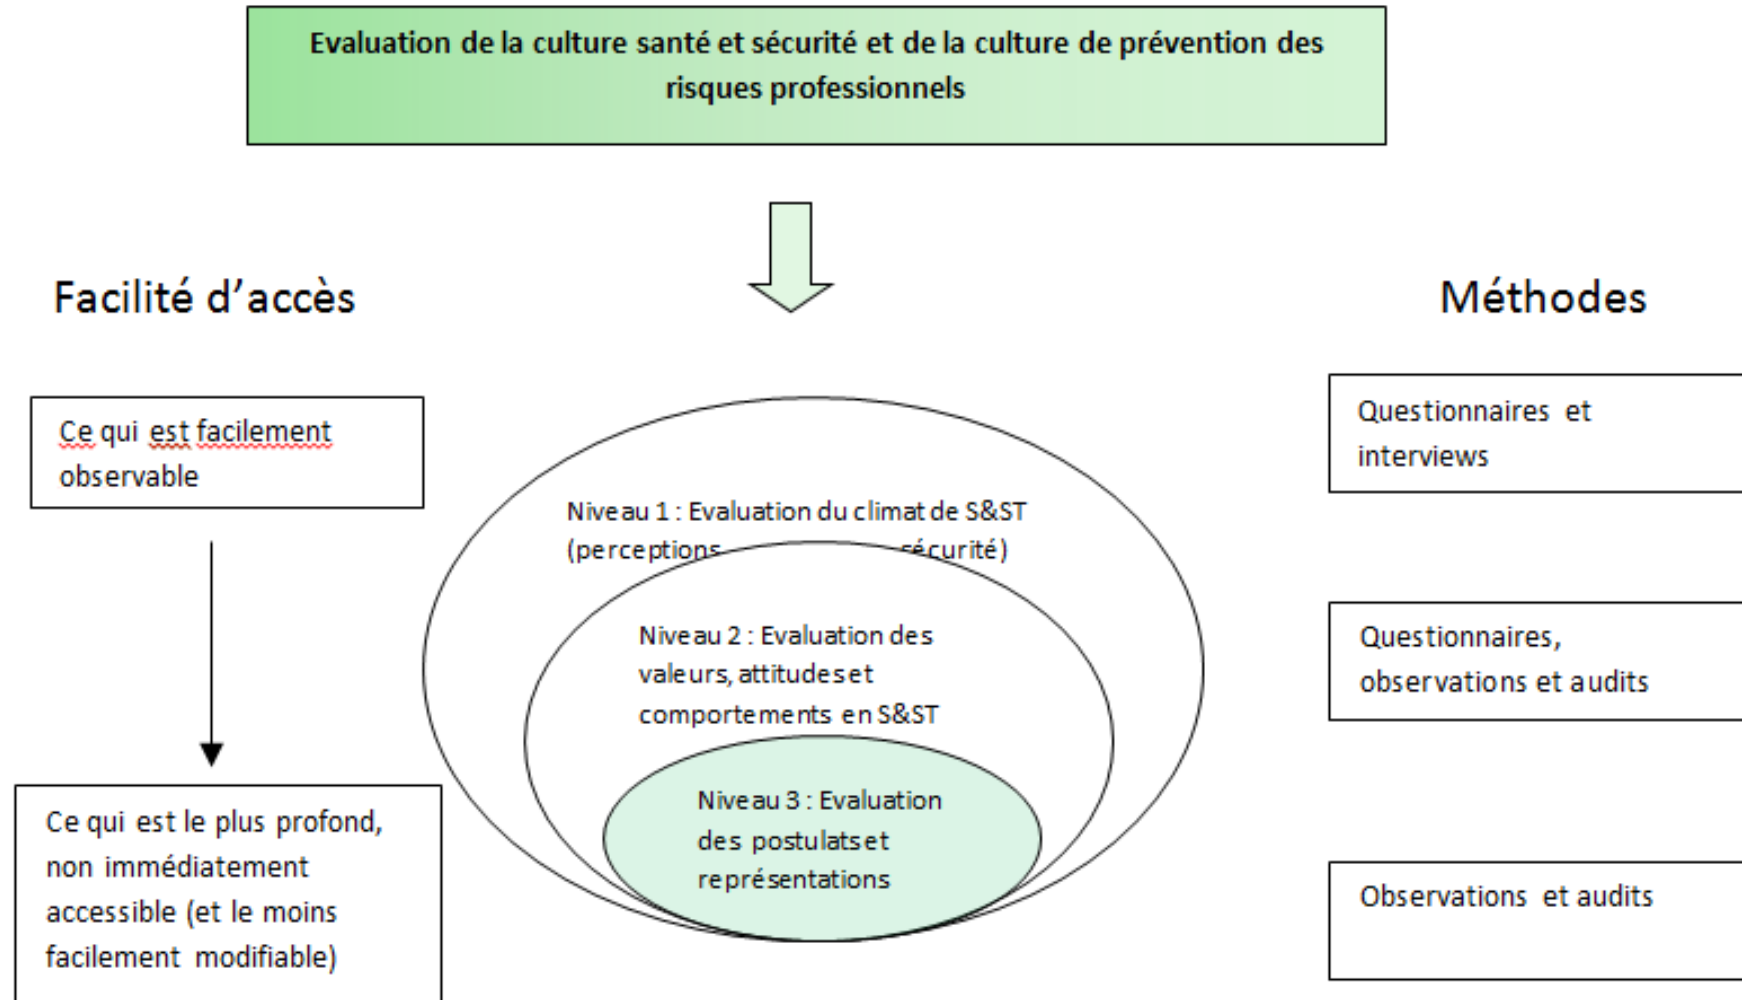 Evaluation de la culture santé et sécurité et de la culture de prévention des
risques professionnels
Facilité d’accès
Méthodes
Ce qui est facilement
observable
Questionnaires et
interviews
Niveau 1 : Evaluation du climat de S&ST
(perceptions sécurité)
Niveau 2 : Evaluation des
valeurs, attitudes et
comportements en S&ST
Questionnaires,
observations et audits
Ce qui est le plus profond,
non immédiatement
accessible (et le moins
facilement modifiable)
Niveau 3 : Evaluation
des postulats et
représentations
Observations et audits